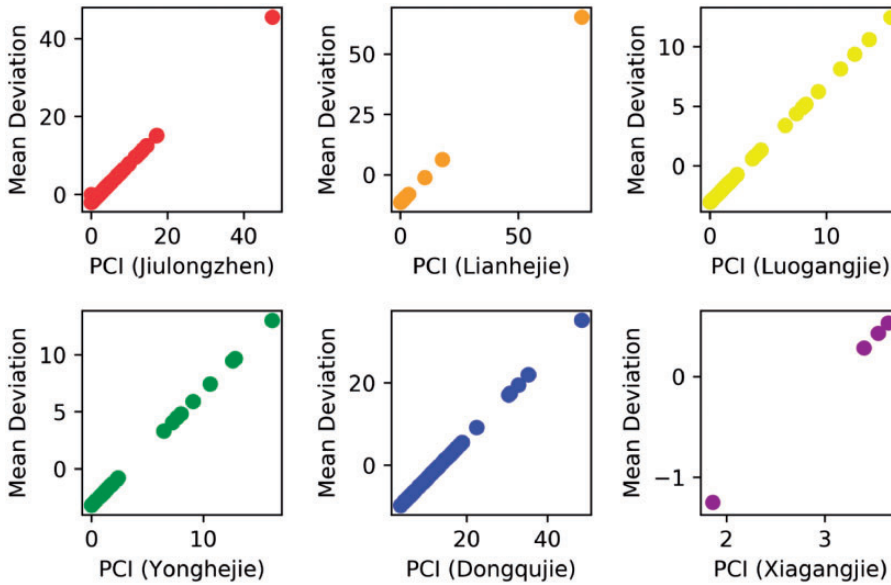 Mean Deviation
40
20
0
0 20 40
PCI (Jiulongzhen)
Mean Deviation
50
25
0
0 50
PCI (Lianhejie)
Mean Deviation
10
5
0
0 10
PCI (Luogangjie)
Mean Deviation
10
5
0
0 10
PCI (Yonghejie)
Mean Deviation
20
0
20 40
PCI (Dongqujie)
Mean Deviation
0
−1
2 3
PCI (Xiagangjie)